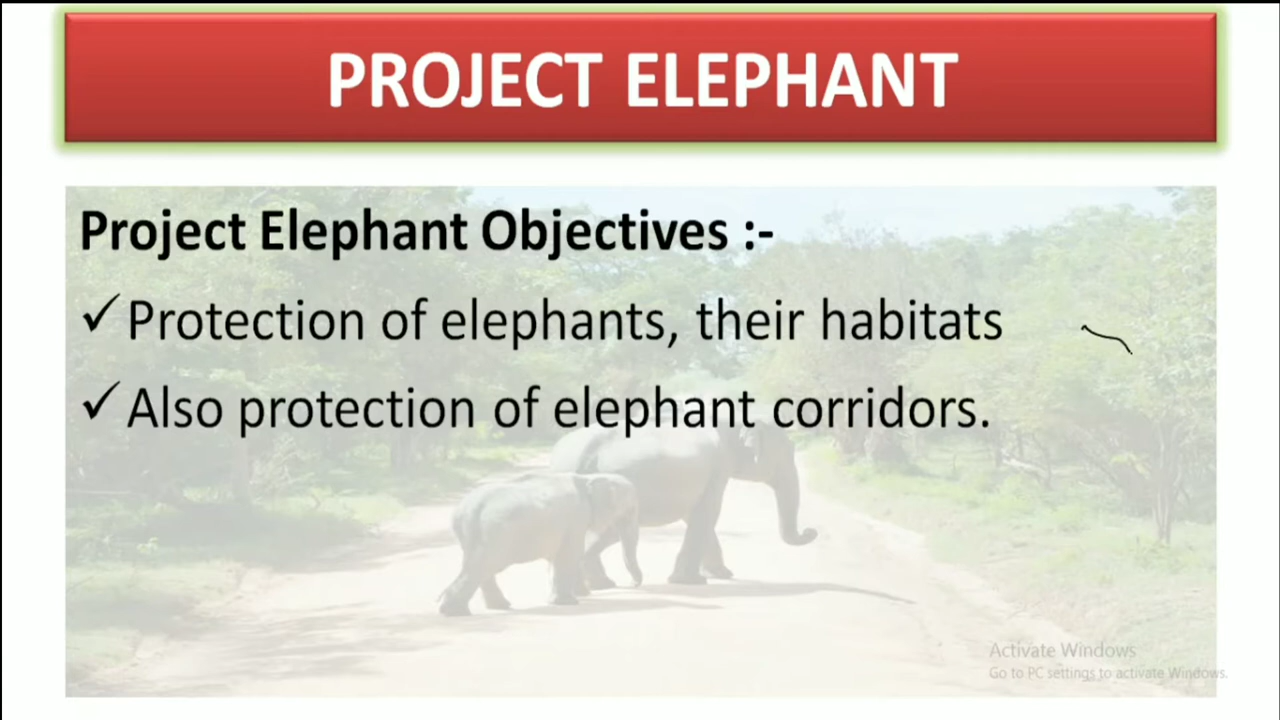 PROJECT ELEPHANT
Project Elephant Objectives :-
✓ Protection of elephants, their habitats
✓ Also protection of elephant corridors.
Activate Windows
Go to PC settings to activate Windows.